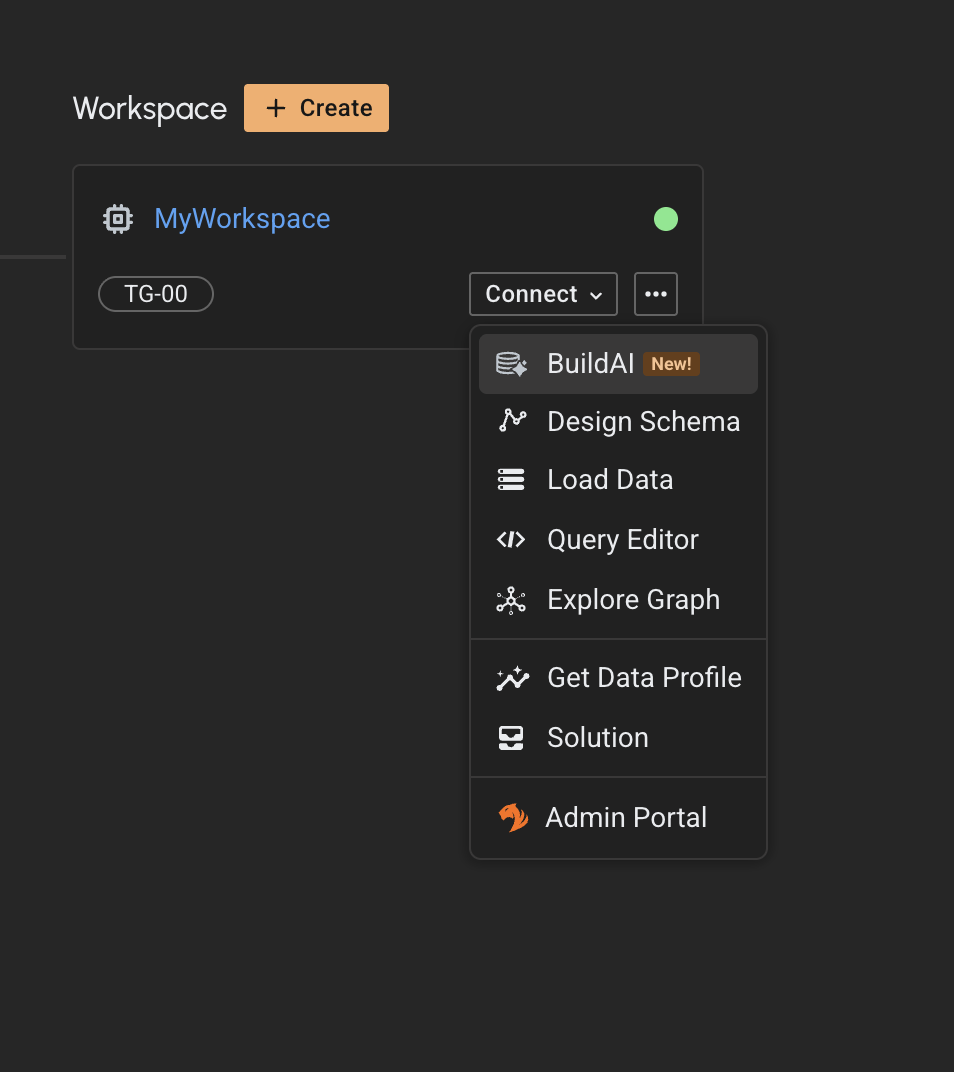 Workspace
+ Create
MyWorkspace
TG-00
Connect
BuildAI New!
Design Schema
Load Data
Query Editor
Explore Graph
Get Data Profile
Solution
Admin Portal